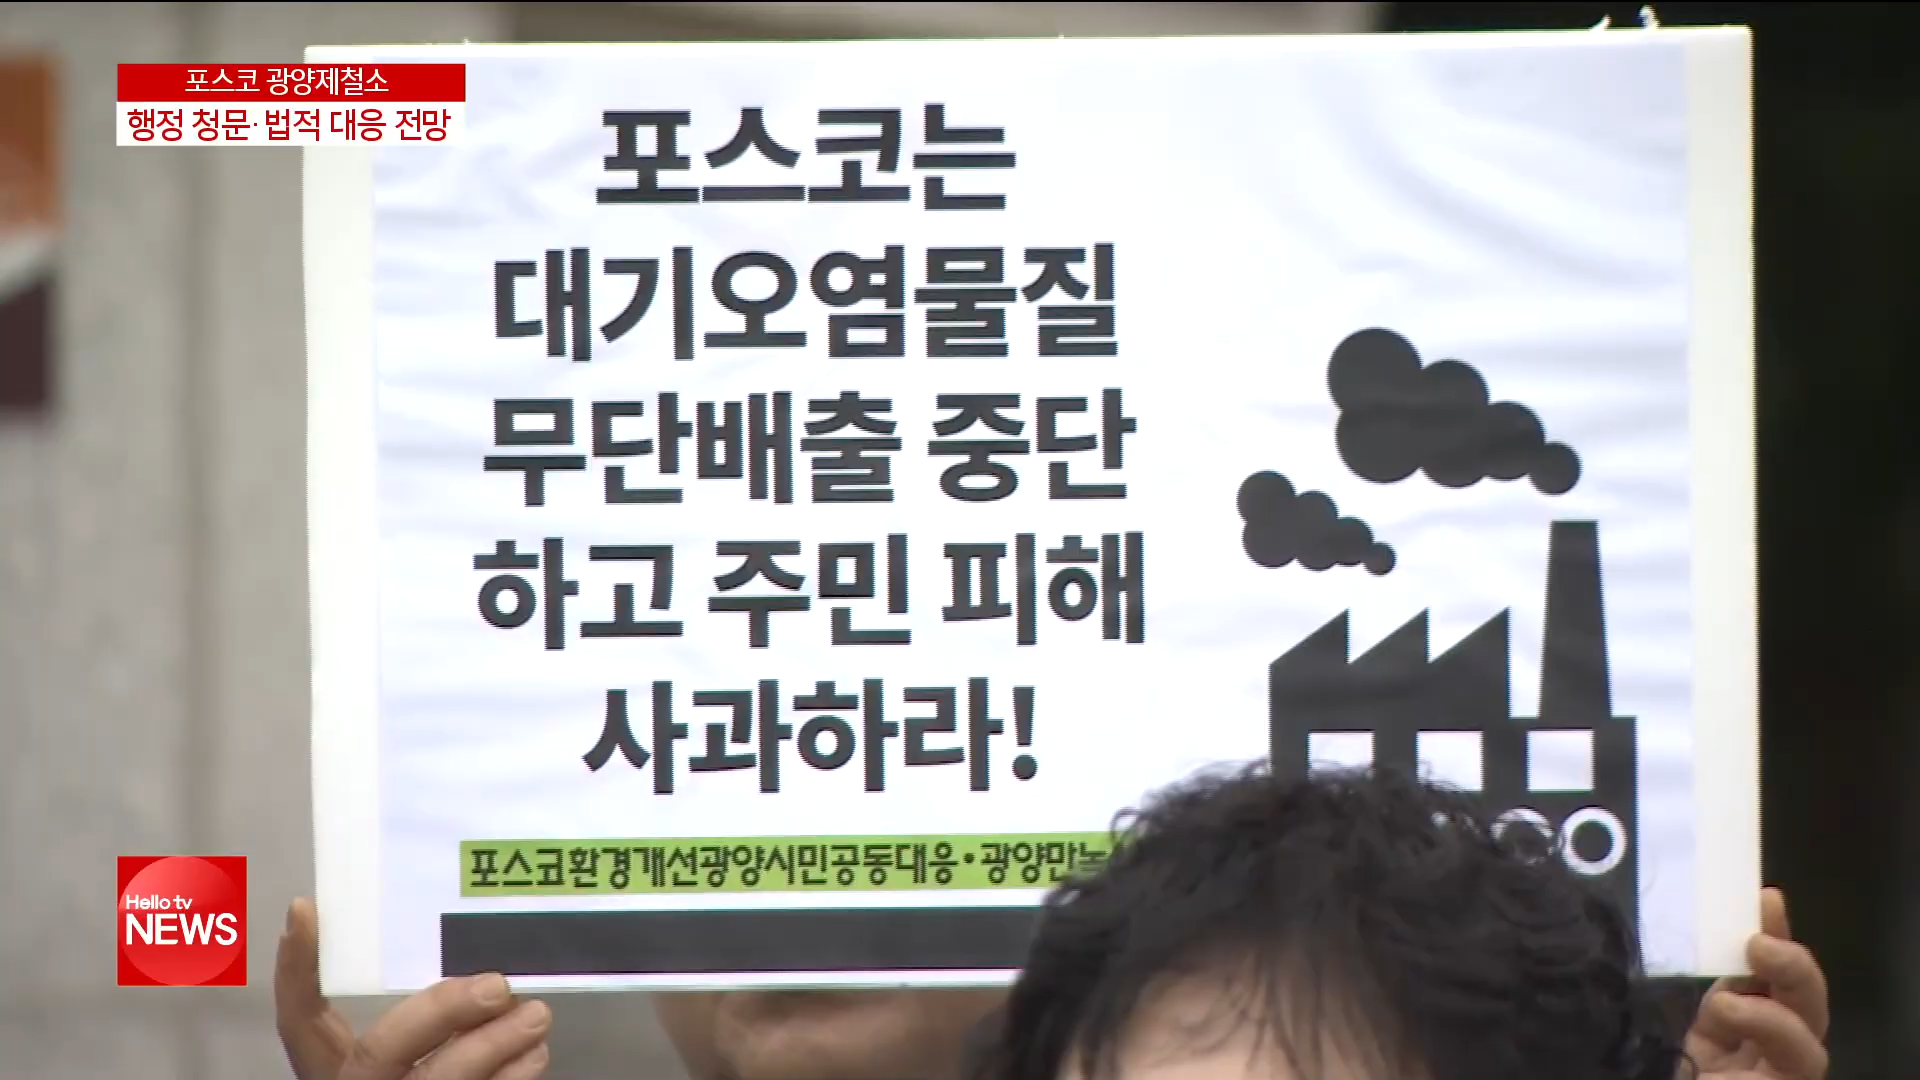 포스코 광양제철소
행정 청문·법적 대응 전망
포스코는
대기오염물질
무단배출 중단
하고 주민 피해
사과하라!
포스코환경개선광양시민공동대응·광양만녹
Hello tv
NEWS